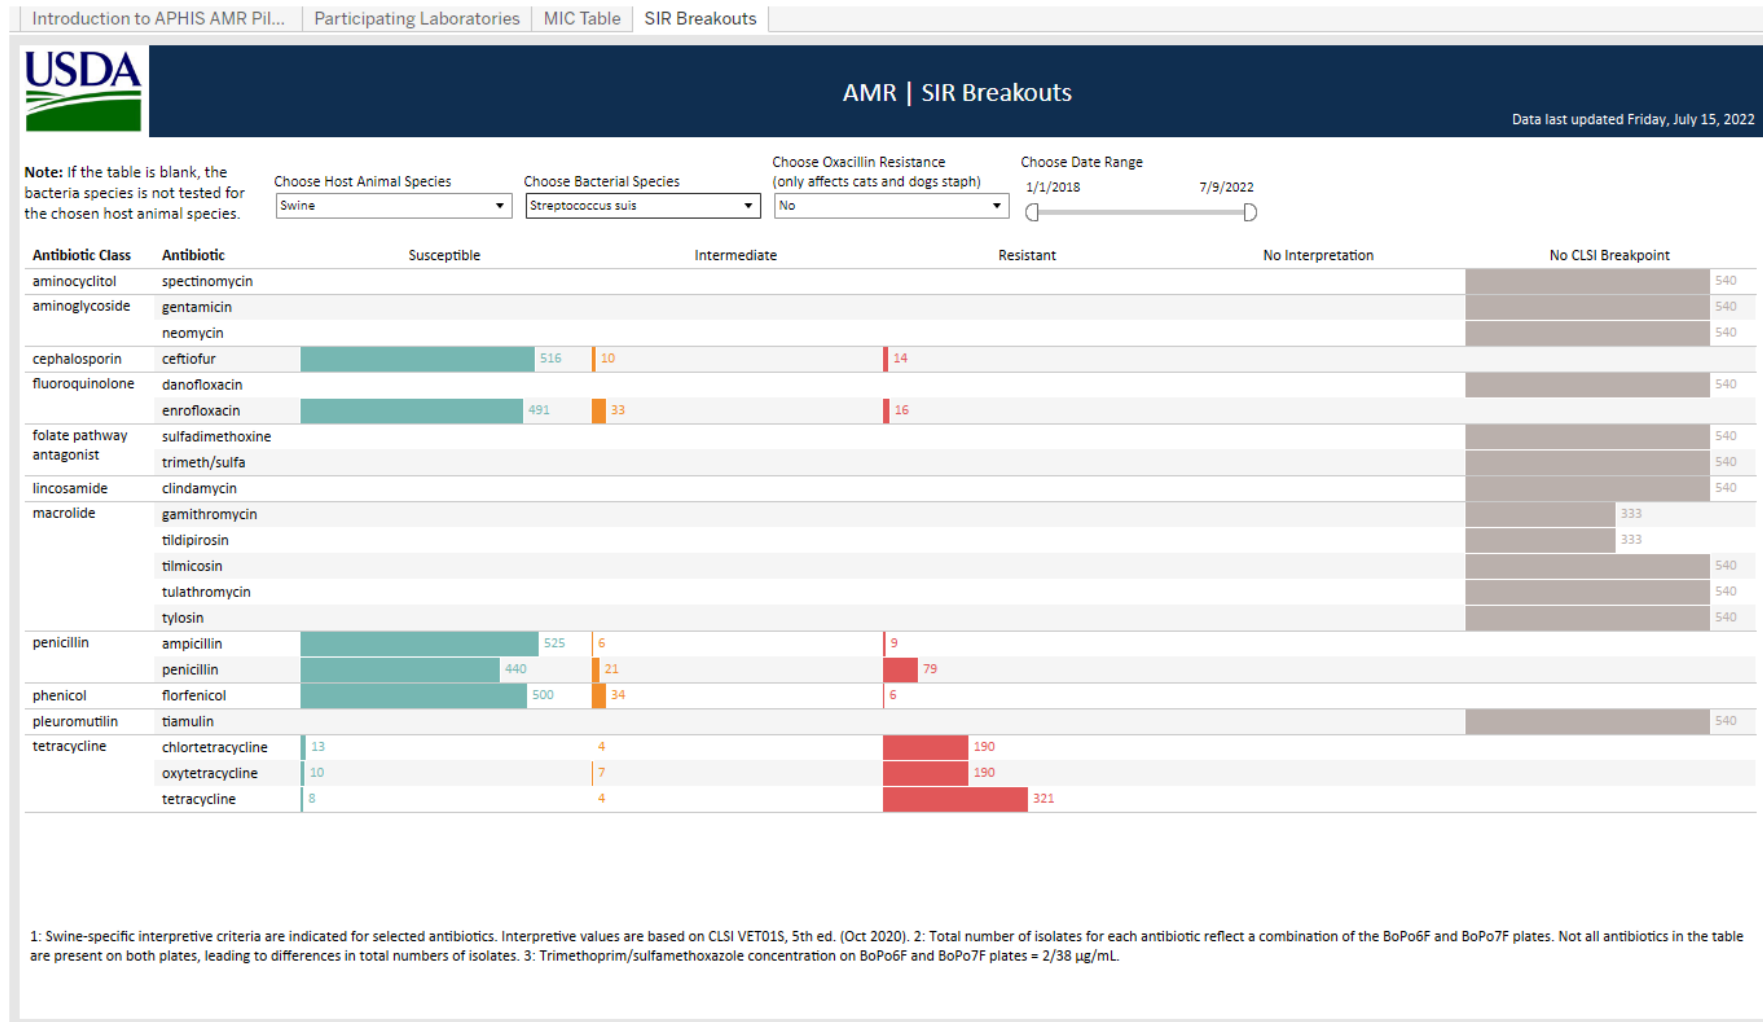 Introduction to APHIS AMR Pil...
Participating Laboratories
MIC Table
SIR Breakouts
USDA
AMR | SIR Breakouts
Data last updated Friday, July 15, 2022
Note: If the table is blank, the
bacteria species is not tested for
the chosen host animal species.
Choose Host Animal Species
Swine
Choose Bacterial Species
Streptococcus suis
Choose Oxacillin Resistance
(only affects cats and dogs staph)
No
Choose Date Range
1/1/2018 7/9/2022
Antibiotic Class Antibiotic Susceptible Intermediate Resistant No Interpretation No CLSI Breakpoint
aminocyclitol spectinomycin 540
aminoglycoside gentamicin 540
neomycin 540
cephalosporin ceftiofur 516 10 14
fluoroquinolone danofloxacin 540
enrofloxacin 491 33 16
folate pathway
antagonist
sulfadimethoxine 540
trimeth/sulfa 540
lincosamide clindamycin 540
macrolide gamithromycin 333
tildipirosin 333
tilmicosin 540
tulathromycin 540
tylosin 540
penicillin ampicillin 525 6 9
penicillin 440 21 79
phenicol florfenicol 500 34 6
pleuromutilin tiamulin 540
tetracycline chlortetracycline 13 4 190
oxytetracycline 10 7 190
tetracycline 8 4 321
1: Swine-specific interpretive criteria are indicated for selected antibiotics. Interpretive values are based on CLSI VET01S, 5th ed. (Oct 2020). 2: Total number of isolates for each antibiotic reflect a combination of the BoPo6F and BoPo7F plates. Not all antibiotics in the table
are present on both plates, leading to differences in total numbers of isolates. 3: Trimethoprim/sulfamethoxazole concentration on BoPo6F and BoPo7F plates = 2/38 µg/mL.